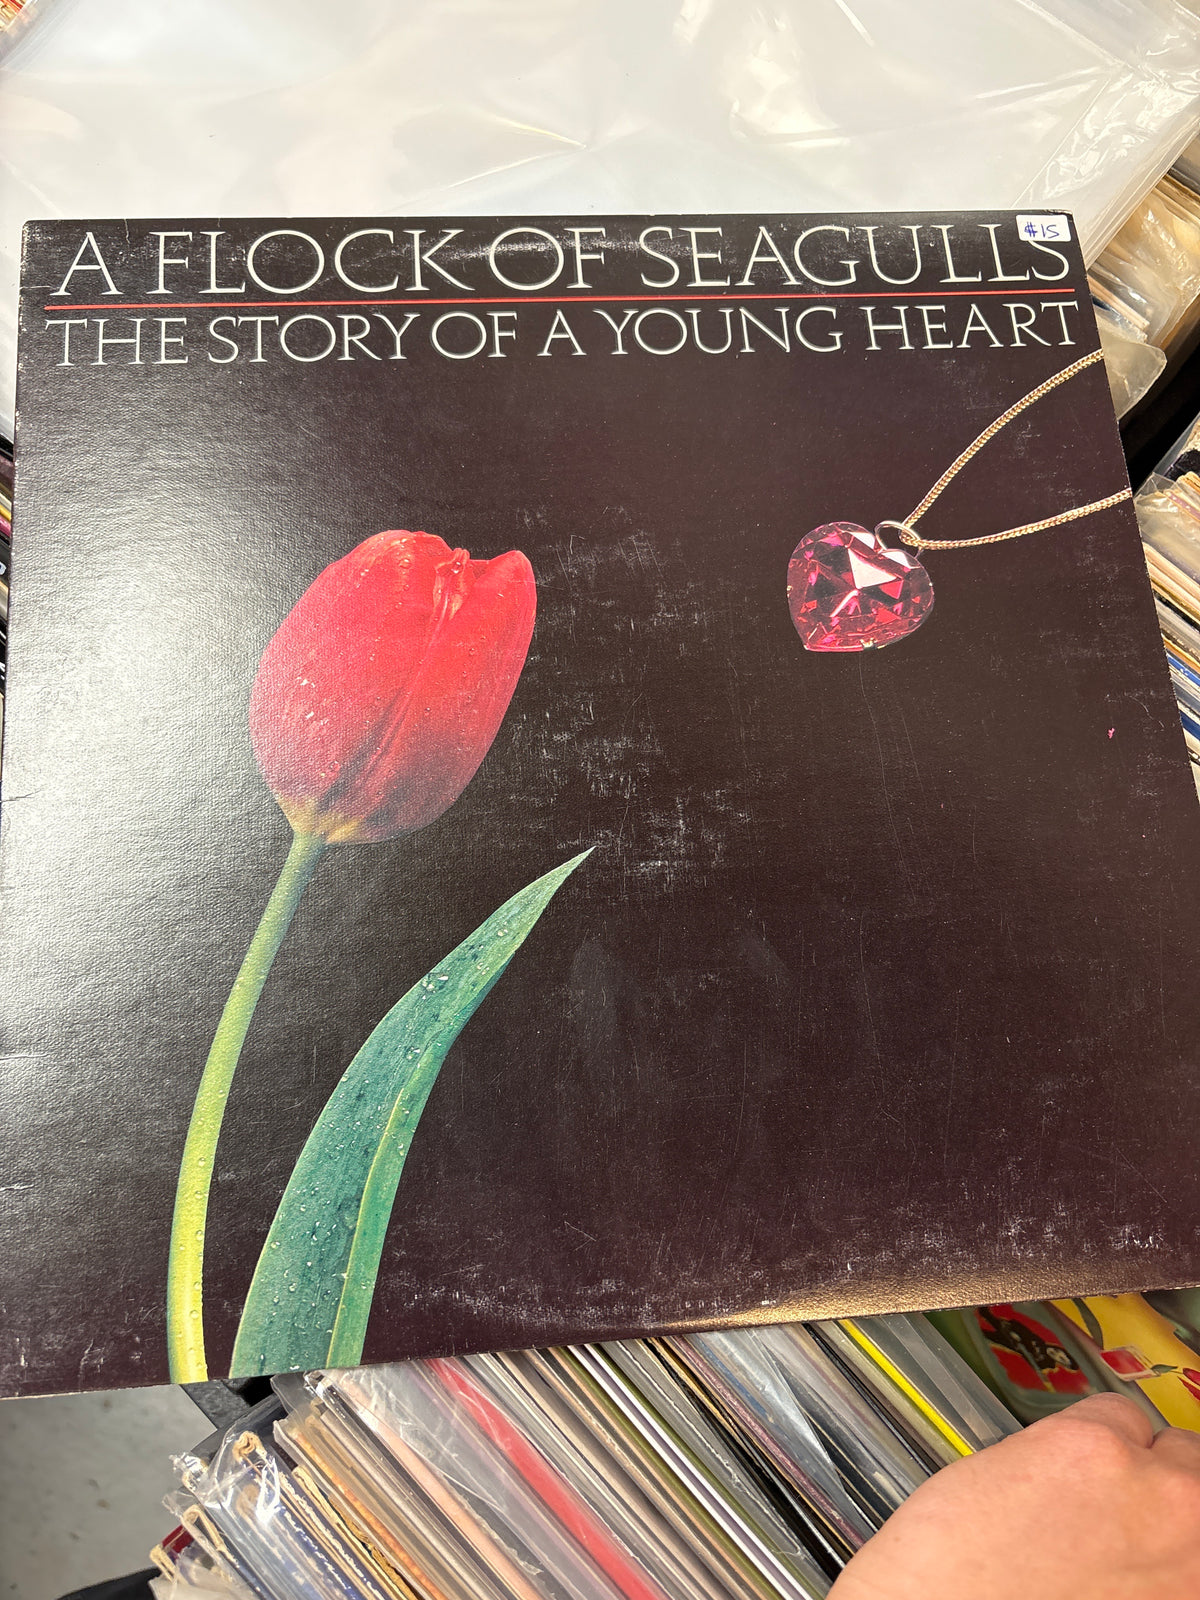 A FLOCK OF SEAGULLS
$15
THE STORY OF A YOUNG HEART